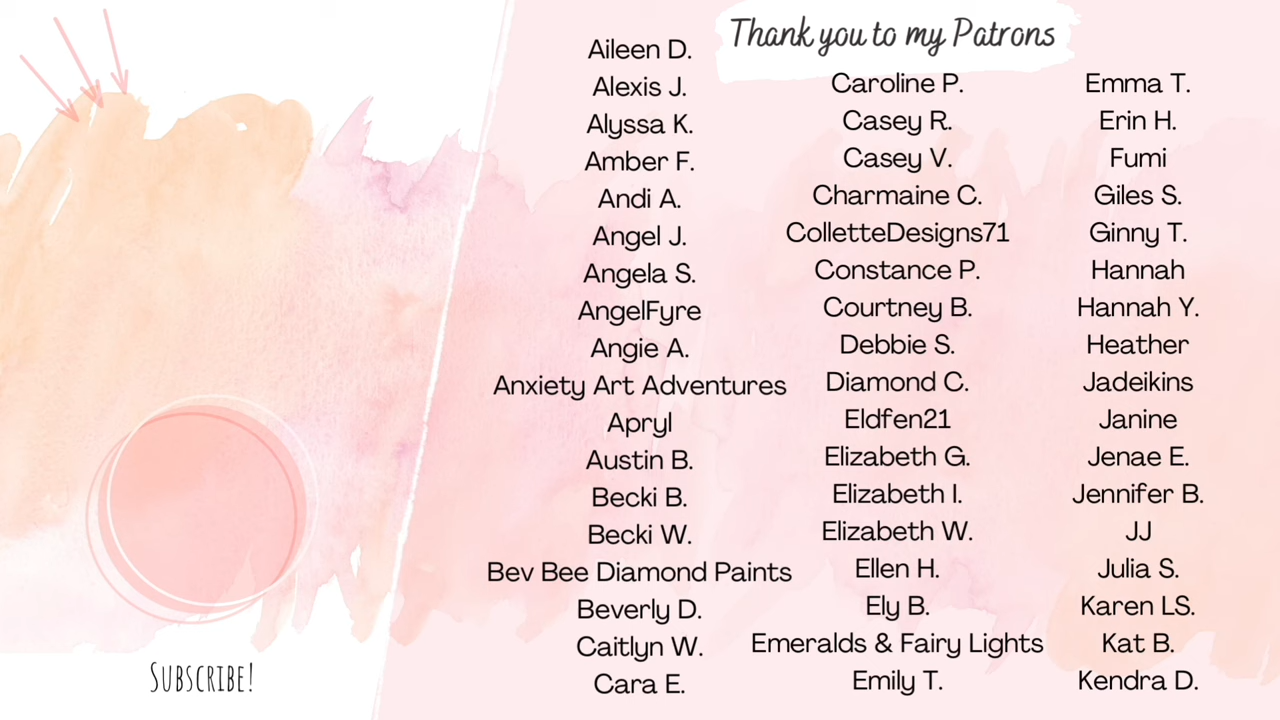 Thank you to my Patrons
Aileen D.
Alexis J.
Alyssa K.
Amber F.
Andi A.
Angel J.
Angela S.
AngelFyre
Angie A.
Anxiety Art Adventures
Apryl
Austin B.
Becki B.
Becki W.
Bev Bee Diamond Paints
Beverly D.
Caitlyn W.
Cara E.
Caroline P.
Casey R.
Casey V.
Charmaine C.
ColletteDesigns71
Constance P.
Courtney B.
Debbie S.
Diamond C.
Eldfen21
Elizabeth G.
Elizabeth I.
Elizabeth W.
Ellen H.
Ely B.
Emeralds & Fairy Lights
Emily T.
Emma T.
Erin H.
Fumi
Giles S.
Ginny T.
Hannah
Hannah Y.
Heather
Jadeikins
Janine
Jenae E.
Jennifer B.
JJ
Julia S.
Karen LS.
Kat B.
Kendra D.
Subscribe!